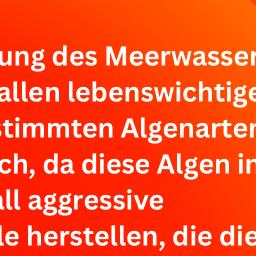 ung des Meerwasser
allen lebenswichtige
stimmten Algenarten
ch, da diese Algen in
all aggressive
le herstellen, die die